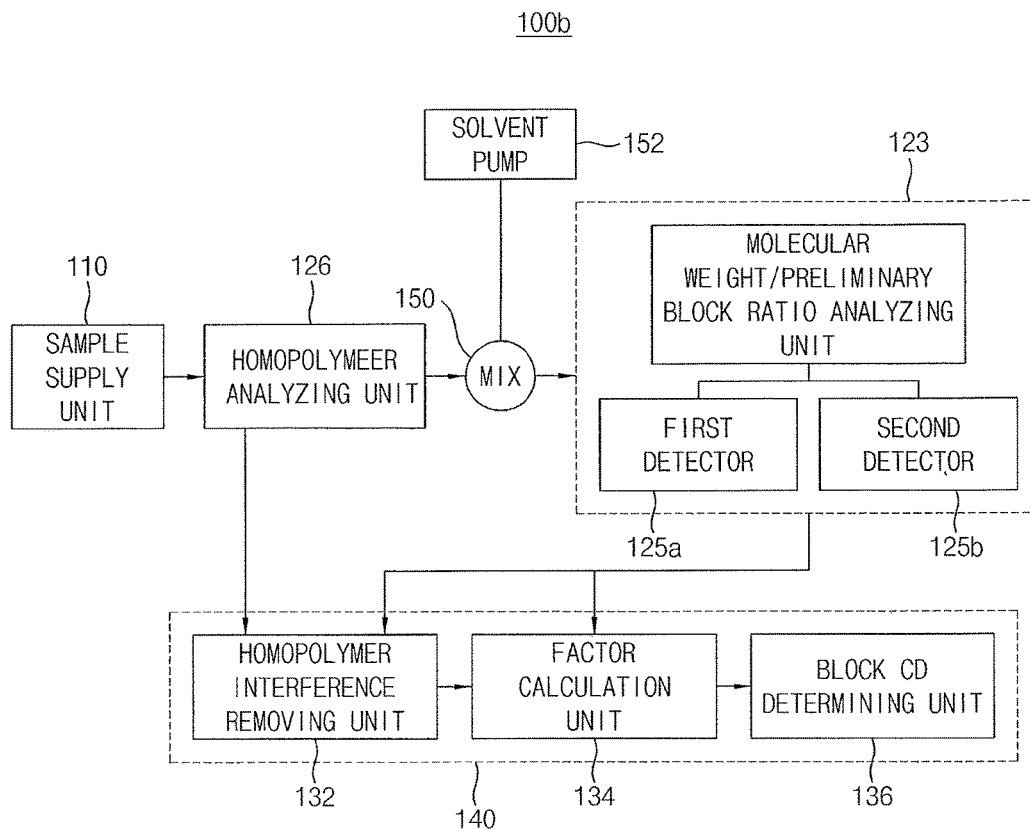 100b
SOLVENT
PUMP
152
123
MOLECULAR
WEIGHT/PRELIMINARY
BLOCK RATIO ANALYZING
UNIT
110
126
150
SAMPLE
SUPPLY
UNIT
HOMOPOLYMEER
ANALYZING UNIT
MIX
FIRST
DETECTOR
SECOND
DETECTOR
125a
125b
HOMOPOLYMER
INTERFERENCE
REMOVING UNIT
FACTOR
CALCULATION
UNIT
BLOCK CD
DETERMINING UNIT
132
140
134
136